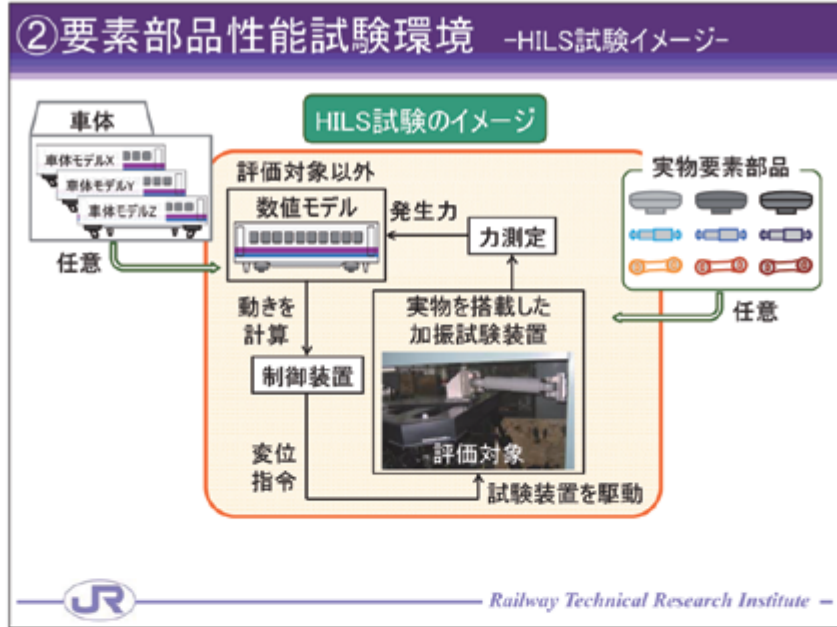 ②要素部品性能試験環境 -HILS試験イメージ-
HILS試験のイメージ
車体
車体モデルX
車体モデルY
車体モデルZ
任意
評価対象以外
数値モデル
発生力
力測定
動きを
計算
制御装置
変位
指令
実物を搭載した
加振試験装置
評価対象
試験装置を駆動
実物要素部品
任意
JR
Railway Technical Research Institute